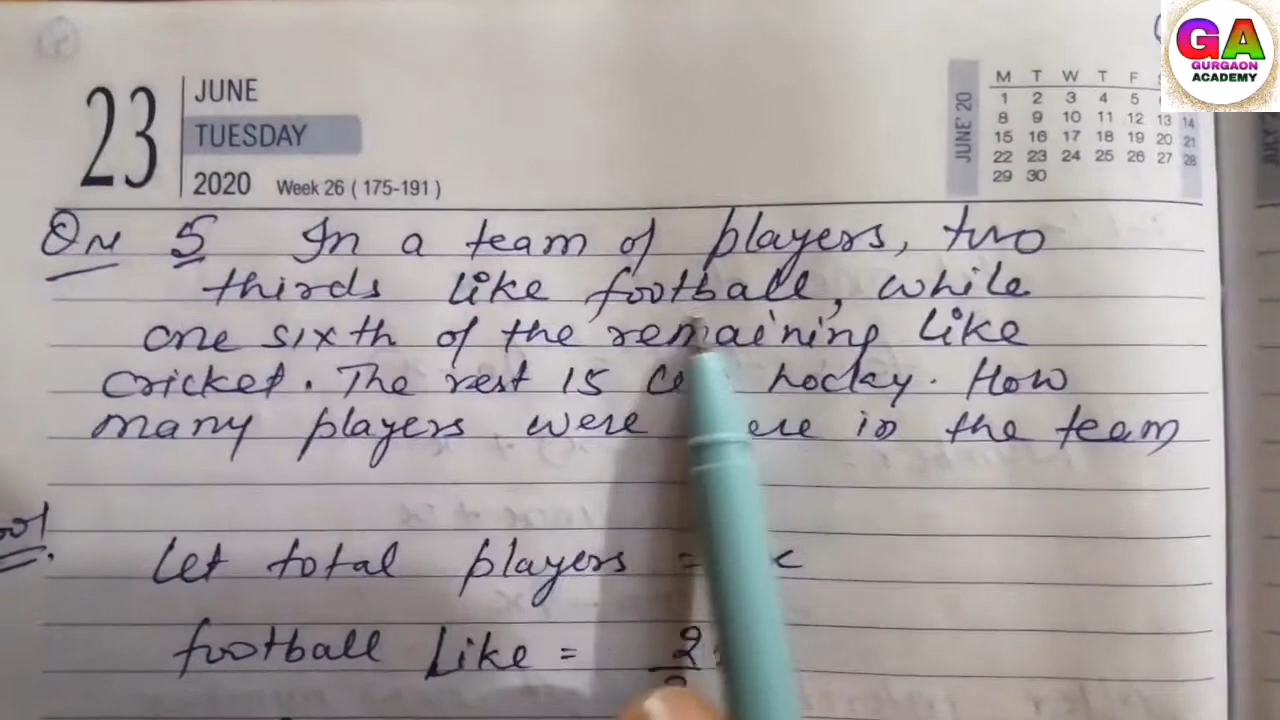 GA
GURGAON
ACADEMY
23
JUNE
TUESDAY
2020 Week 26 ( 175-191 )
JUNE' 20
M T W T F
1 2 3 4 5
8 9 10 11 12 13 14
15 16 17 18 19 20 21
22 23 24 25 26 27 28
29 30
Qn 5 In a team of players, two
thirds like football, while
one sixth of the remaining like
cricket. The rest 15 hockey. How
many players were in the team
Let total players =
football Like = 2